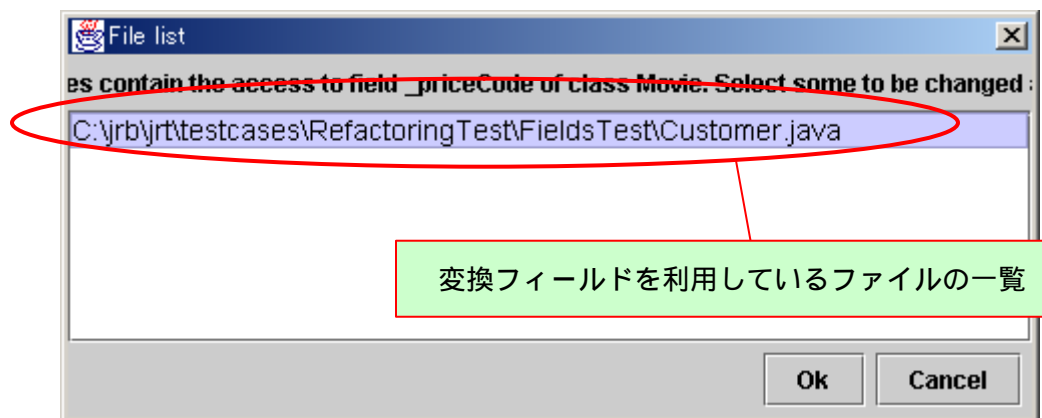 File list
es contain the access to field _priceCode of class Movie. Select some to be changed
C:\jrb\jrt\testcases\RefactoringTest\FieldsTest\Customer.java
変換フィールドを利用しているファイルの一覧
Ok Cancel